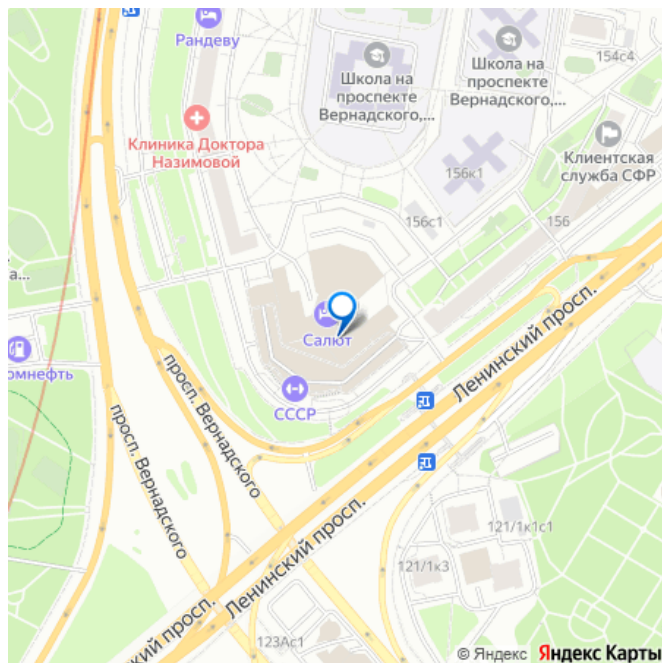 Рандеву
Школа на
проспекте
Вернадского,...
Школа на
проспекте
Вернадского,...
154с4
Клиника Доктора
Назимовой
Клиентская
служба СФР
156к1
156с1
156
а...
Салют
омнефть
СССР
Ленинский просп.
просп. Вернадского
просп. Вернадского
Ленинский просп.
ский просп.
121/1к1с1
121/1к3
123Ас1
© Яндекс Яндекс Карты